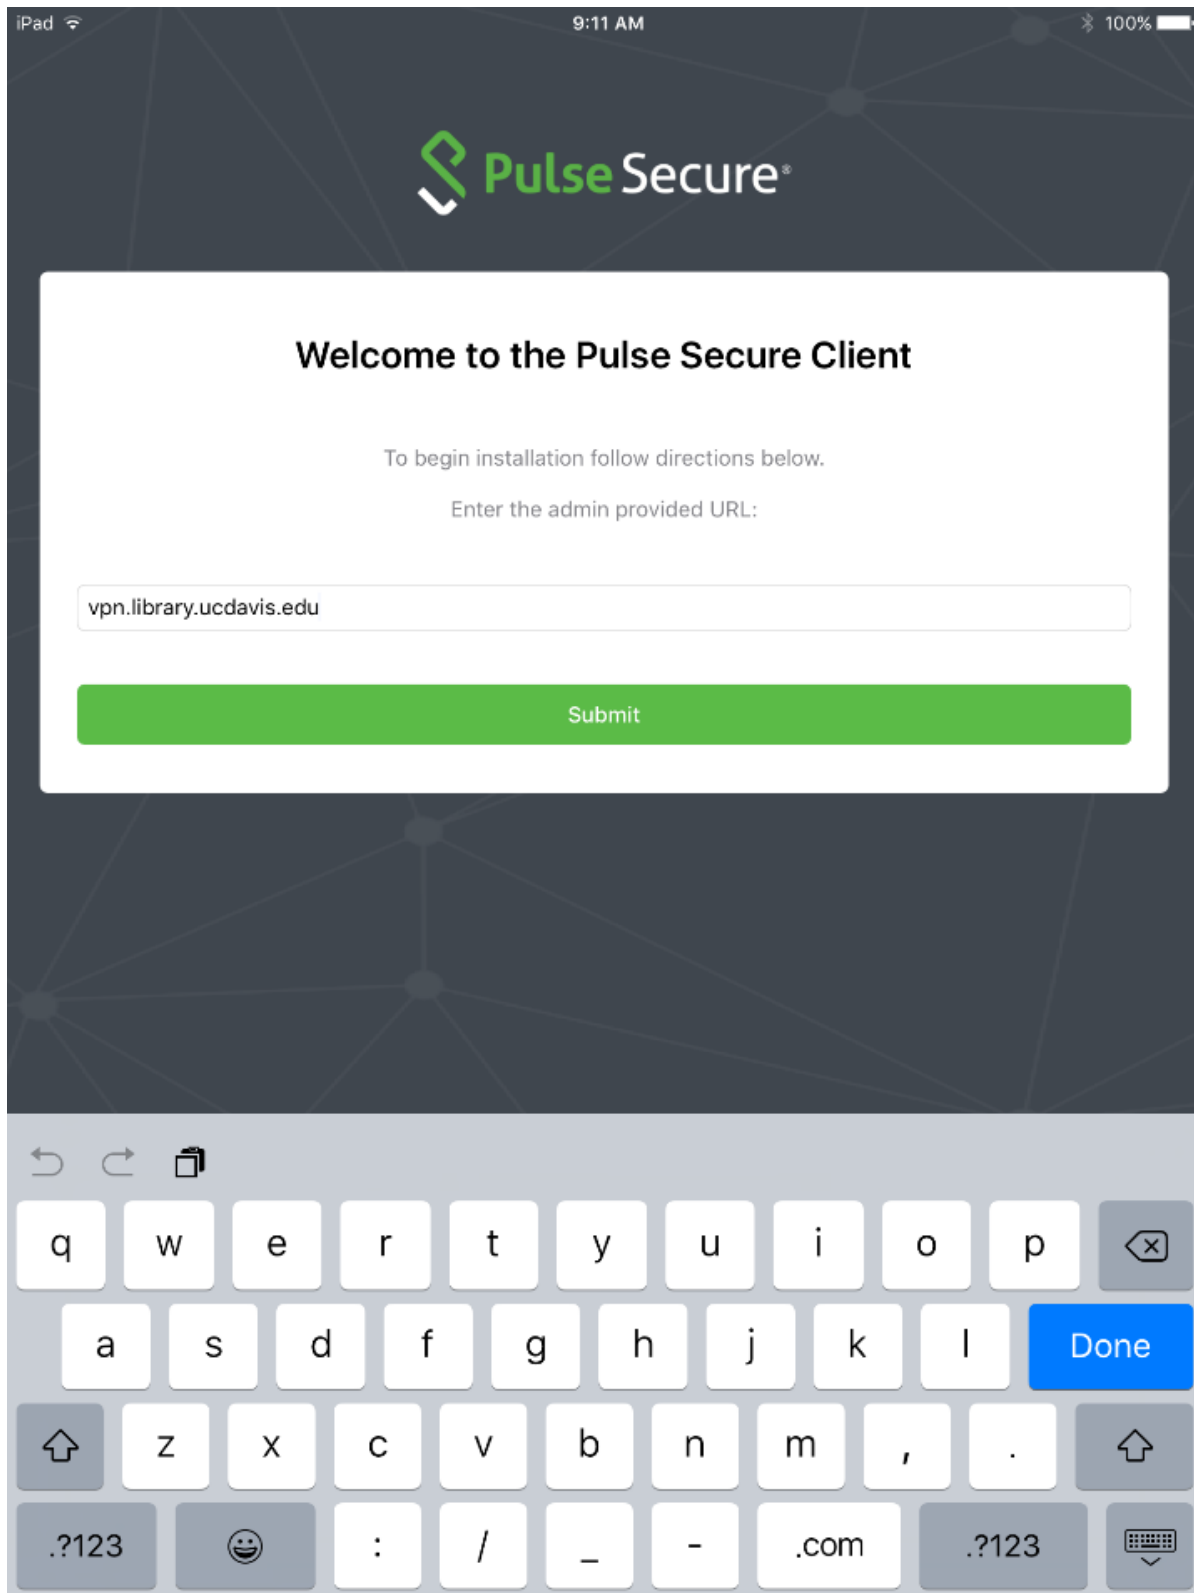 iPad 9:11 AM 100%
Pulse Secure®
Welcome to the Pulse Secure Client
To begin installation follow directions below.
Enter the admin provided URL:
vpn.library.ucdavis.edu
Submit
q w e r t y u i o p
a s d f g h j k l Done
z x c v b n m , .
.?123 : / _ - .com .?123